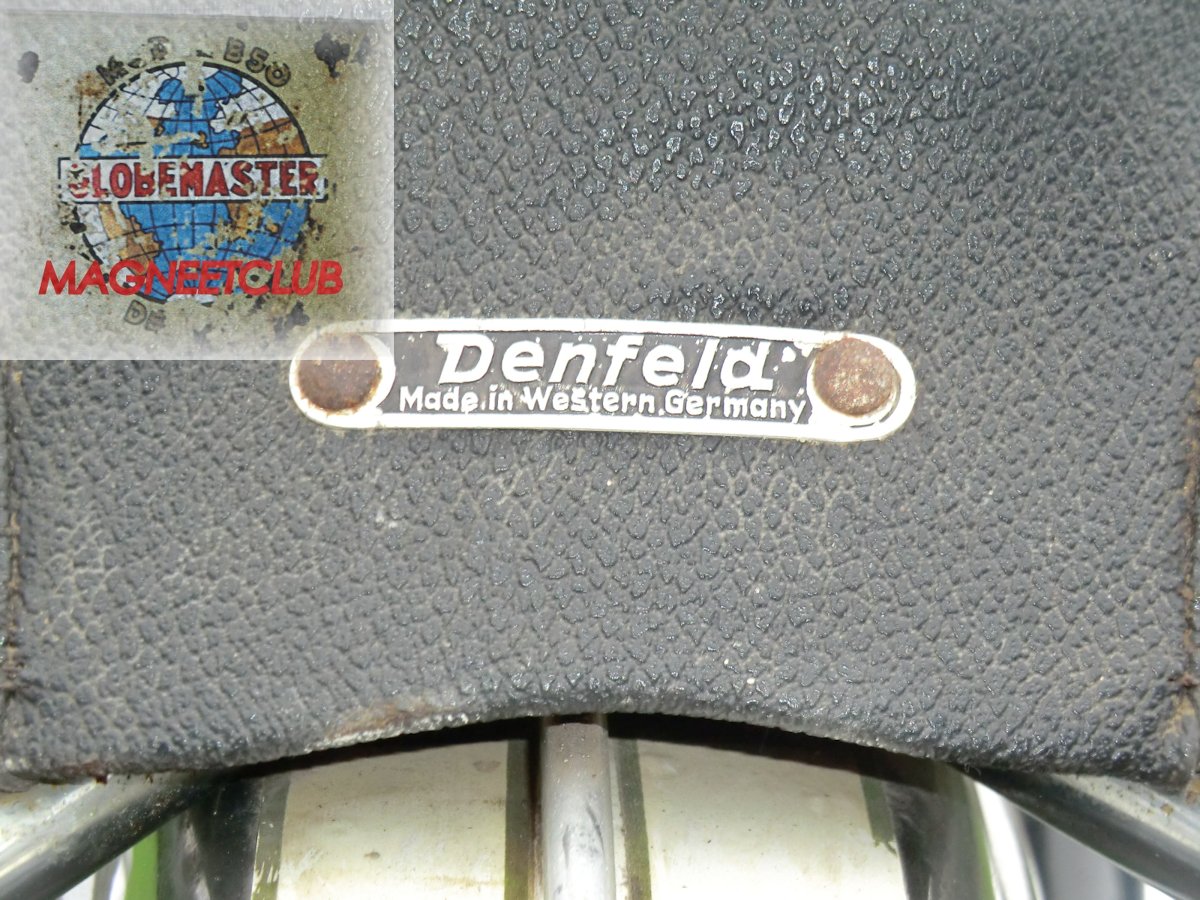 GLOBEMASTER
MAGNEETCLUB
Denfeld
Made in Western Germany